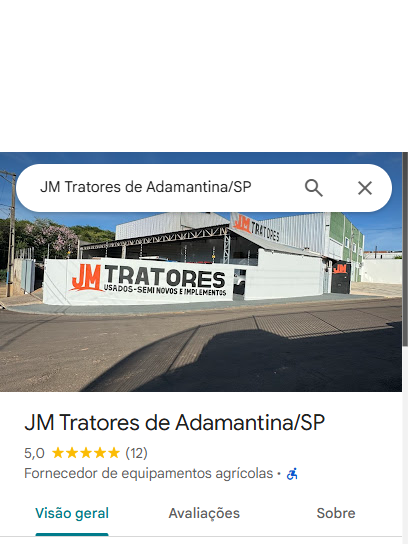 JM Tratores de Adamantina/SP
JM TRATORES
JM TRATORES
USADOS-SEMI NOVOS E IMPLEMENTOS
JM
JM Tratores de Adamantina/SP
5,0 (12)
Fornecedor de equipamentos agrícolas ·
Visão geral Avaliações Sobre